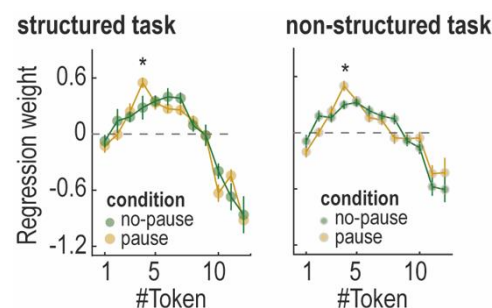 structured task
non-structured task
Regression weight
0.6
0
-0.6
-1.2
*
condition
no-pause
pause
1
5
10
#Token
*
condition
no-pause
pause
1
5
10
#Token